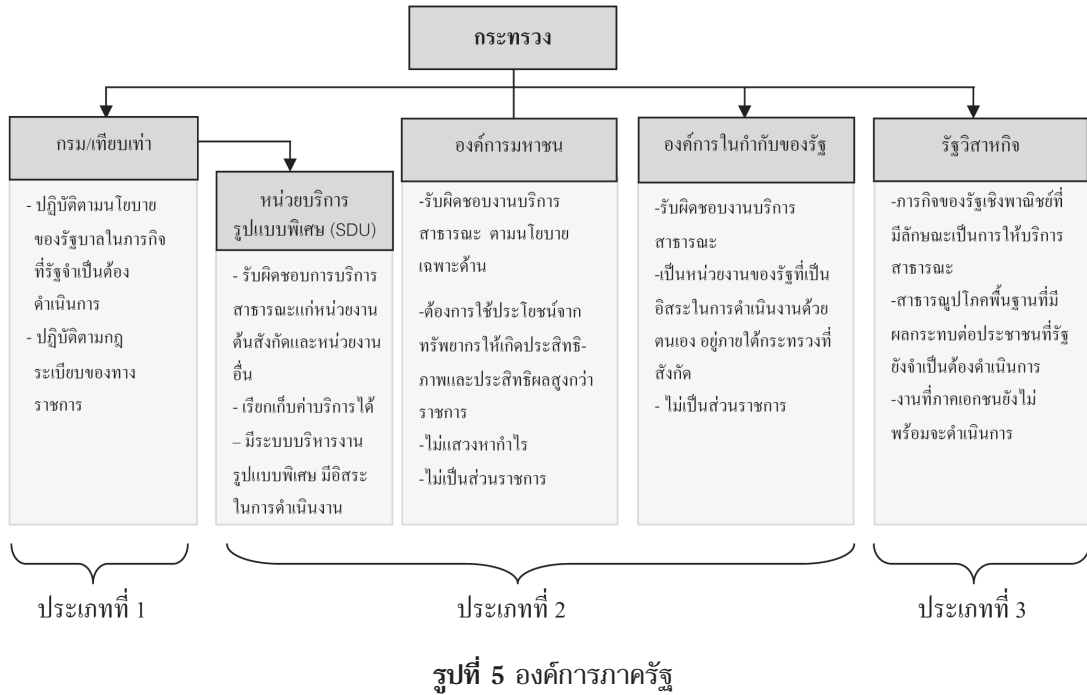 กระทรวง
กรม/เทียบเท่า
- ปฏิบัติตามนโยบาย
ของรัฐบาลในภารกิจ
ที่รัฐจำเป็นต้อง
ดำเนินการ
- ปฏิบัติตามกฎ
ระเบียบของทาง
ราชการ
หน่วยบริการ
รูปแบบพิเศษ (SDU)
- รับผิดชอบการบริการ
สาธารณะแก่หน่วยงาน
ต้นสังกัดและหน่วยงาน
อื่น
- เรียกเก็บค่าบริการได้
– มีระบบบริหารงาน
รูปแบบพิเศษ มีอิสระ
ในการดำเนินงาน
องค์การมหาชน
-รับผิดชอบงานบริการ
สาธารณะ ตามนโยบาย
เฉพาะด้าน
-ต้องการใช้ประโยชน์จาก
ทรัพยากรให้เกิดประสิทธิ-
ภาพและประสิทธิผลสูงกว่า
ราชการ
-ไม่แสวงหากำไร
-ไม่เป็นส่วนราชการ
องค์การในกำกับของรัฐ
-รับผิดชอบงานบริการ
สาธารณะ
-เป็นหน่วยงานของรัฐที่เป็น
อิสระในการดำเนินงานด้วย
ตนเอง อยู่ภายใต้กระทรวงที่
สังกัด
- ไม่เป็นส่วนราชการ
รัฐวิสาหกิจ
-ภารกิจของรัฐเชิงพาณิชย์ที่
มีลักษณะเป็นการให้บริการ
สาธารณะ
-สาธารณูปโภคพื้นฐานที่มี
ผลกระทบต่อประชาชนที่รัฐ
ยังจำเป็นต้องดำเนินการ
-งานที่ภาคเอกชนยังไม่
พร้อมจะดำเนินการ
ประเภทที่ 1
ประเภทที่ 2
ประเภทที่ 3
รูปที่ 5 องค์การภาครัฐ